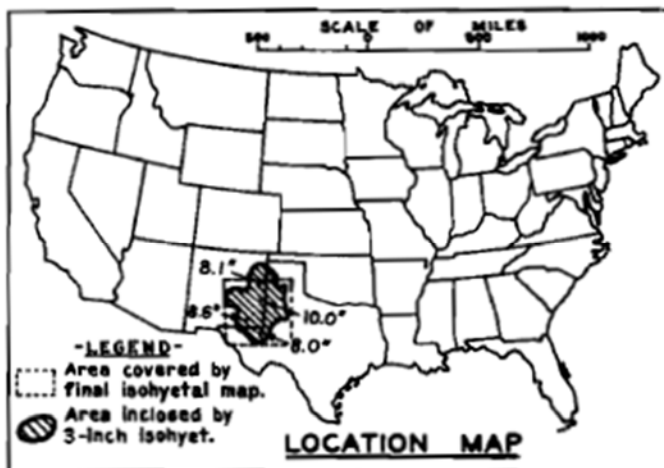 SCALE OF MILES
500 0 500 1000
8.1"
8.6" 10.0"
8.0"
-LEGEND-
Area covered by
final isohyetal map.
Area inclosed by
3-inch isohyet.
LOCATION MAP